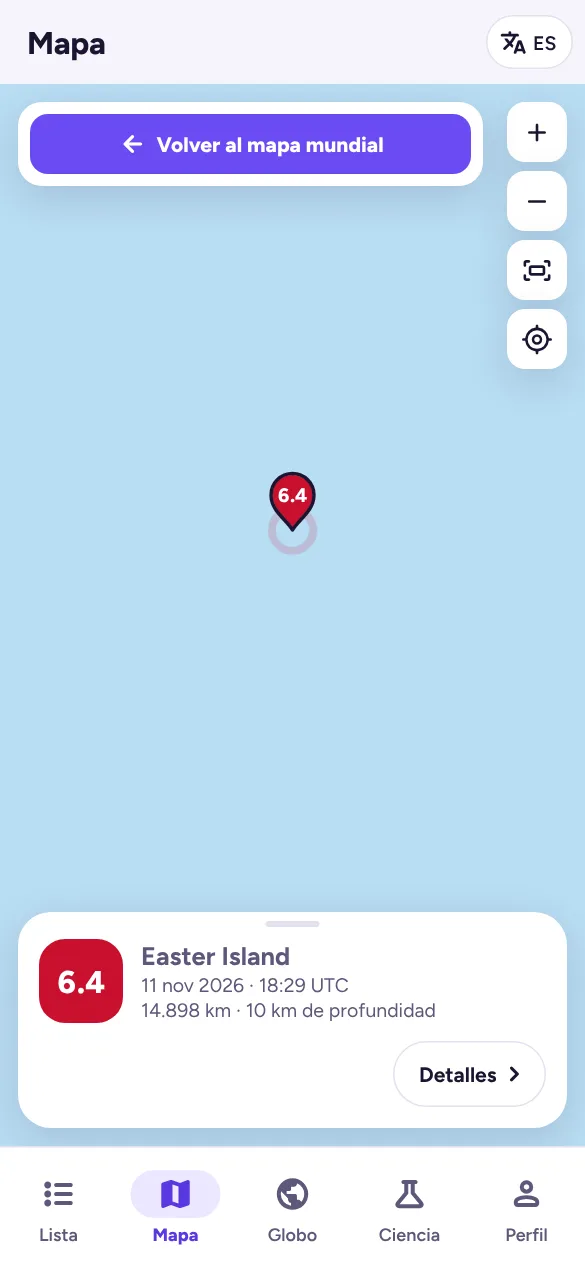 Mapa
ES
Volver al mapa mundial
6.4
6.4
Easter Island
11 nov 2026 · 18:29 UTC
14.898 km · 10 km de profundidad
Detalles
Lista
Mapa
Globo
Ciencia
Perfil